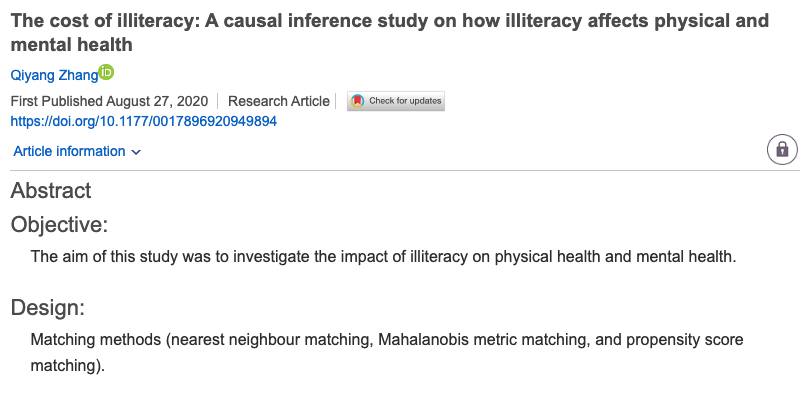 The cost of illiteracy: A causal inference study on how illiteracy affects physical and
mental health
Qiyang Zhang iD
First Published August 27, 2020 Research Article Check for updates
https://doi.org/10.1177/0017896920949894
Article information
Abstract
Objective:
The aim of this study was to investigate the impact of illiteracy on physical health and mental health.
Design:
Matching methods (nearest neighbour matching, Mahalanobis metric matching, and propensity score
matching).